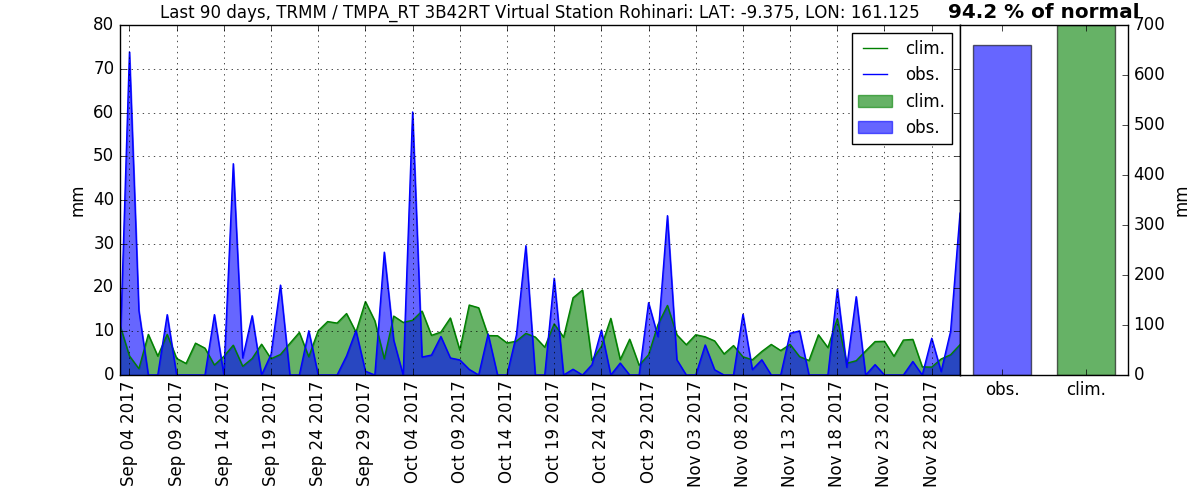 Last 90 days, TRMM / TMPA_RT 3B42RT Virtual Station Rohinari: LAT: -9.375, LON: 161.125
94.2 % of normal
80
70
60
50
40
30
20
10
0
mm
clim.
obs.
clim.
obs.
700
600
500
400
300
200
100
0
mm
Sep 04 2017
Sep 09 2017
Sep 14 2017
Sep 19 2017
Sep 24 2017
Sep 29 2017
Oct 04 2017
Oct 09 2017
Oct 14 2017
Oct 19 2017
Oct 24 2017
Oct 29 2017
Nov 03 2017
Nov 08 2017
Nov 13 2017
Nov 18 2017
Nov 23 2017
Nov 28 2017
obs.
clim.